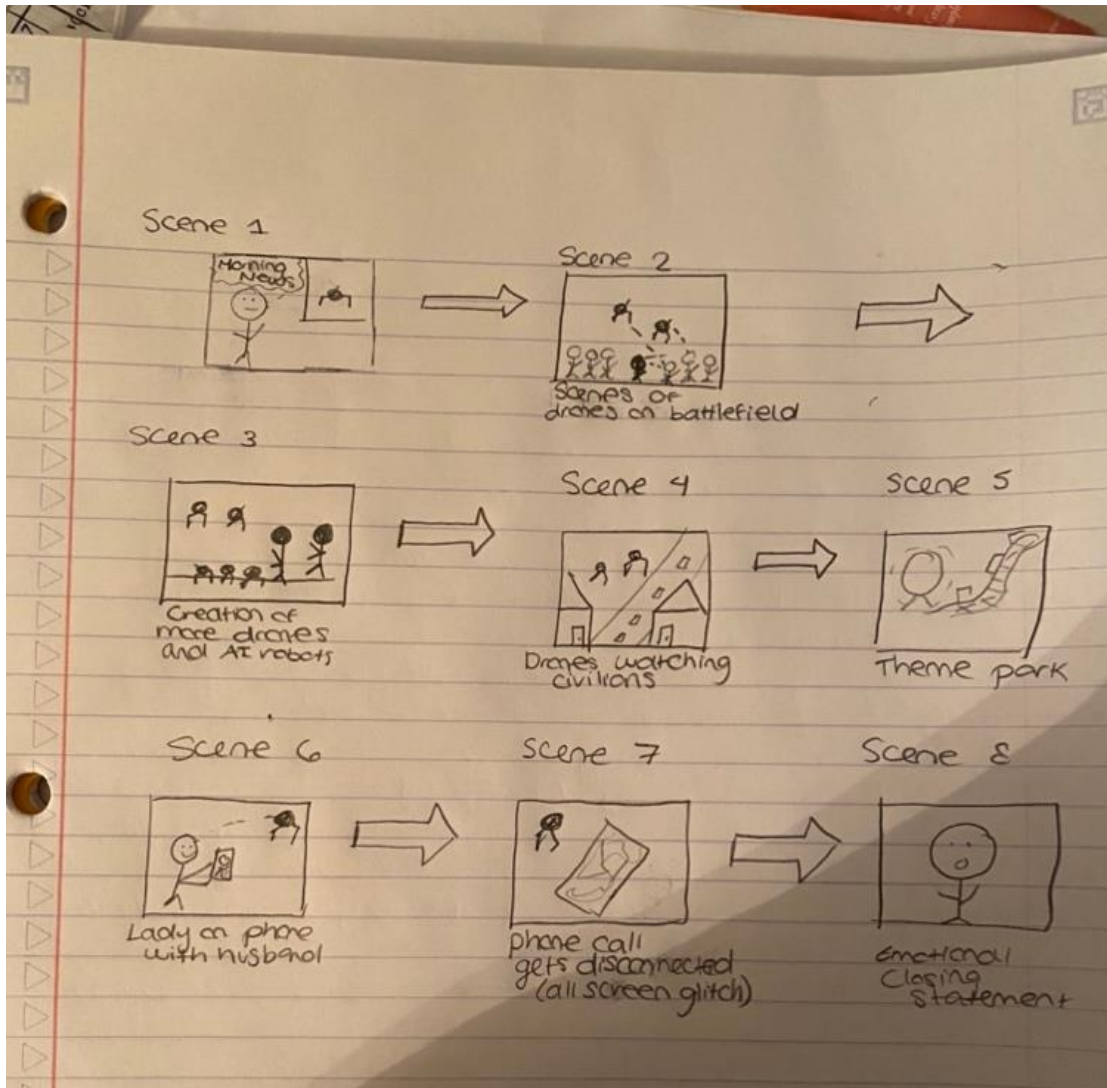 Scene 1
Morning
News
Scene 2
Scenes of
drones on battlefield
Scene 3
Creation of
more drones
and AI robots
Scene 4
Drones watching
civilians
Scene 5
Theme park
Scene 6
Lady on phone
with husband
Scene 7
phone call
gets disconnected
(all screen glitch)
Scene 8
Emotional
Closing
Statement